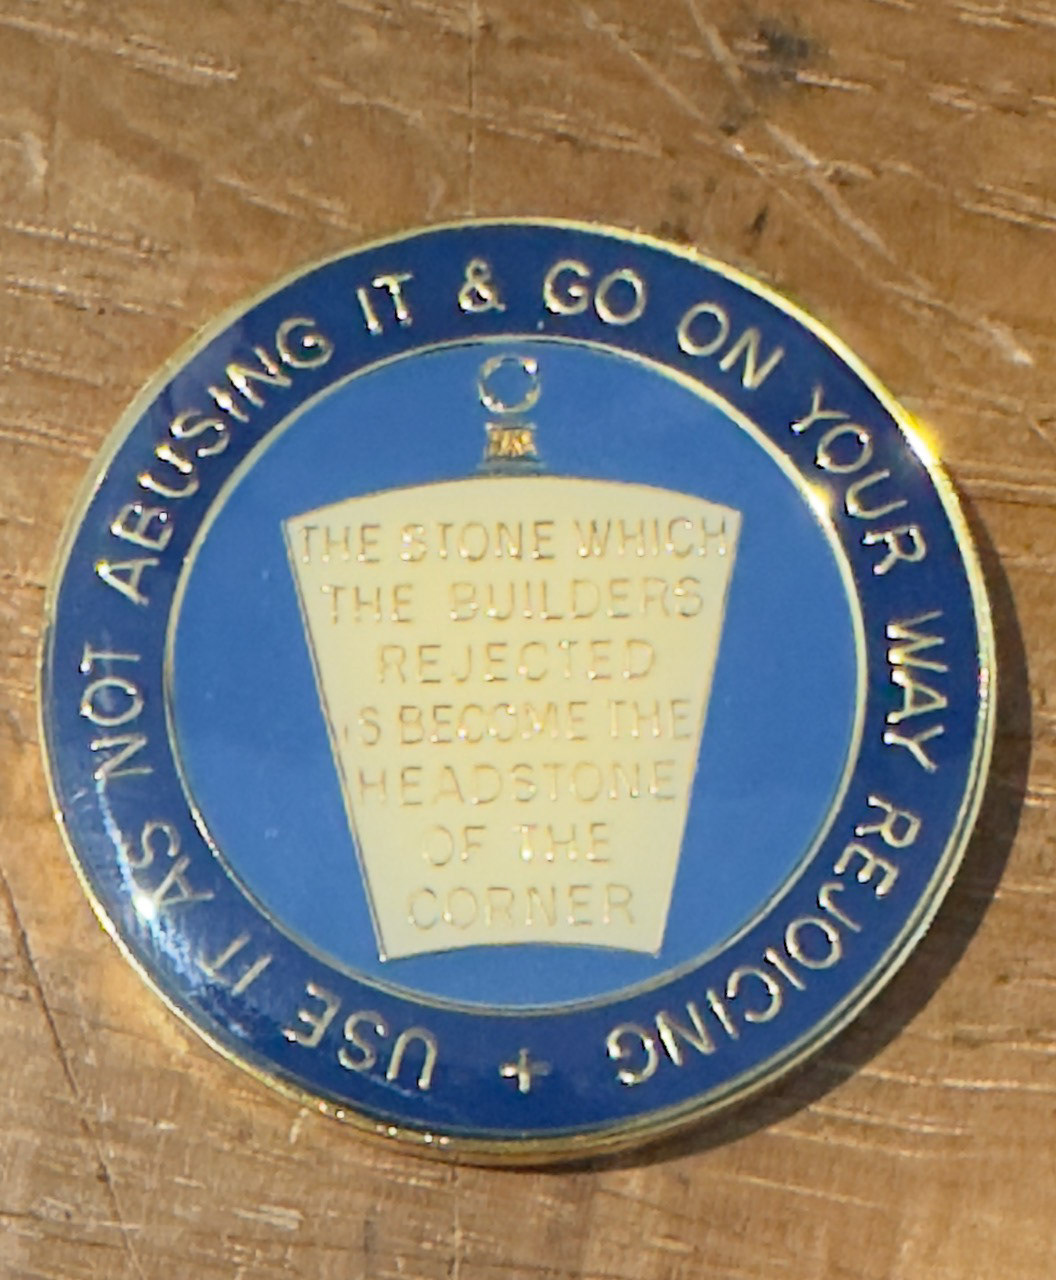 USE IT AS NOT ABUSING IT & GO ON YOUR WAY REJOICING +
THE STONE WHICH
THE BUILDERS
REJECTED
IS BECOME THE
HEADSTONE
OF THE
CORNER